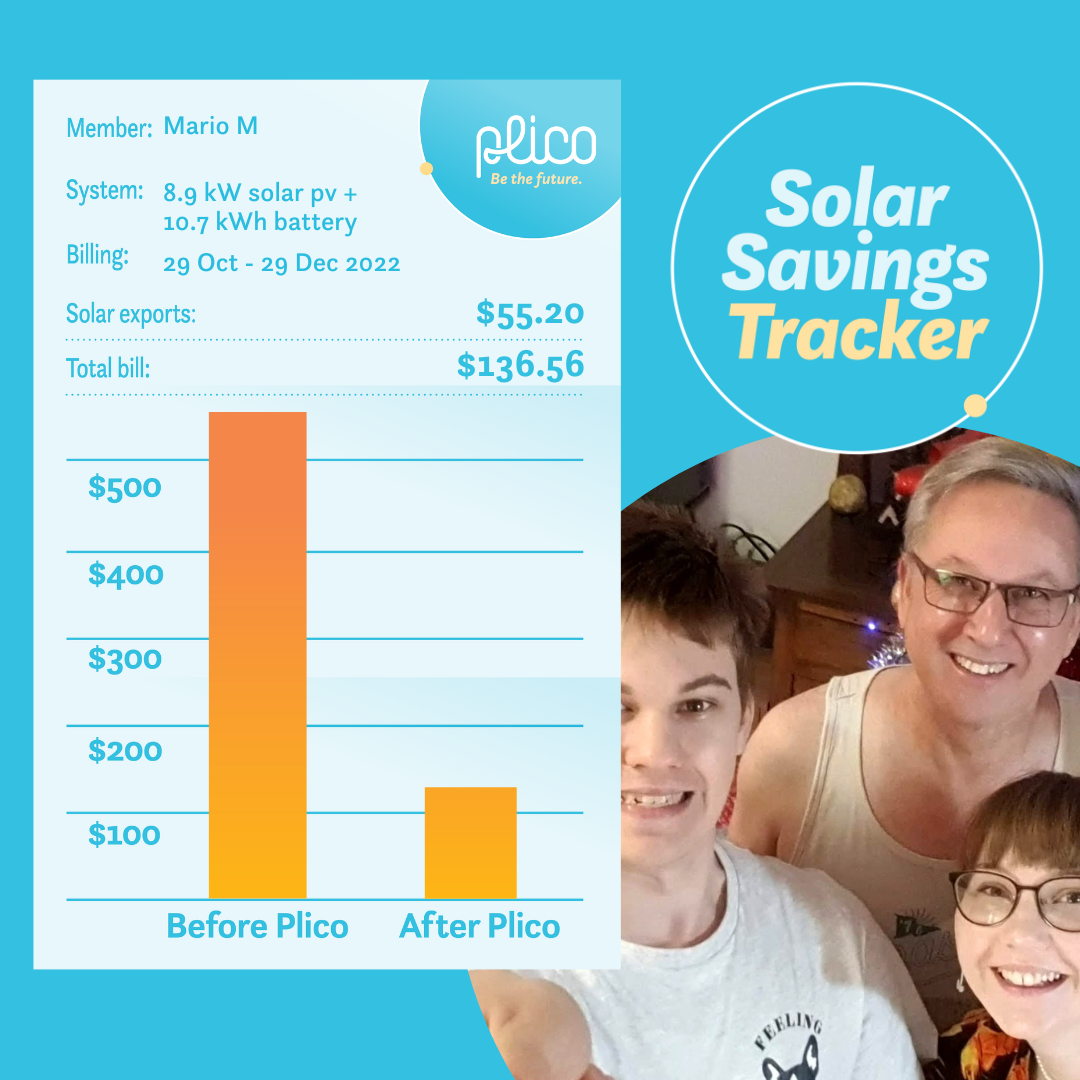 Member: Mario M
plico
Be the future.
System: 8.9 kW solar pv +
10.7 kWh battery
Billing: 29 Oct - 29 Dec 2022
Solar exports: $55.20
Total bill: $136.56
$500
$400
$300
$200
$100
Before Plico After Plico
Solar
Savings
Tracker
FEELING